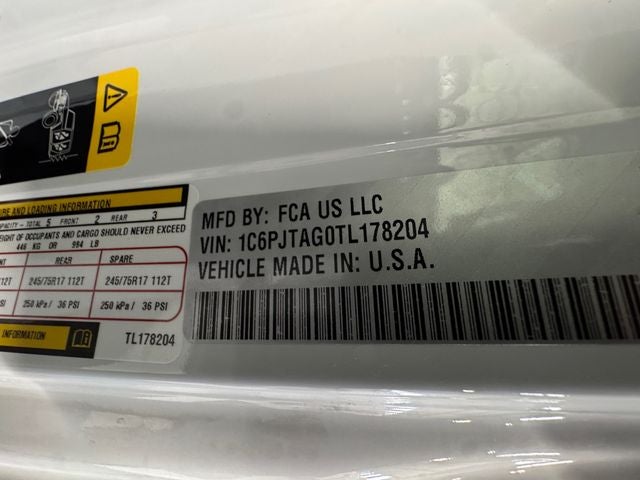 RE AND LOADING INFORMATION
CAPACITY - TOTAL 5 FRONT 2 REAR 3
EIGHT OF OCCUPANTS AND CARGO SHOULD NEVER EXCEED
446 KG OR 984 LB
REAR SPARE
12T 245/75R17 112T 245/75R17 112T
SI 250 kPa / 36 PSI 250 kPa / 36 PSI
INFORMATION
TL178204
MFD BY: FCA US LLC
VIN: 1C6PJTAG0TL178204
VEHICLE MADE IN: U.S.A.